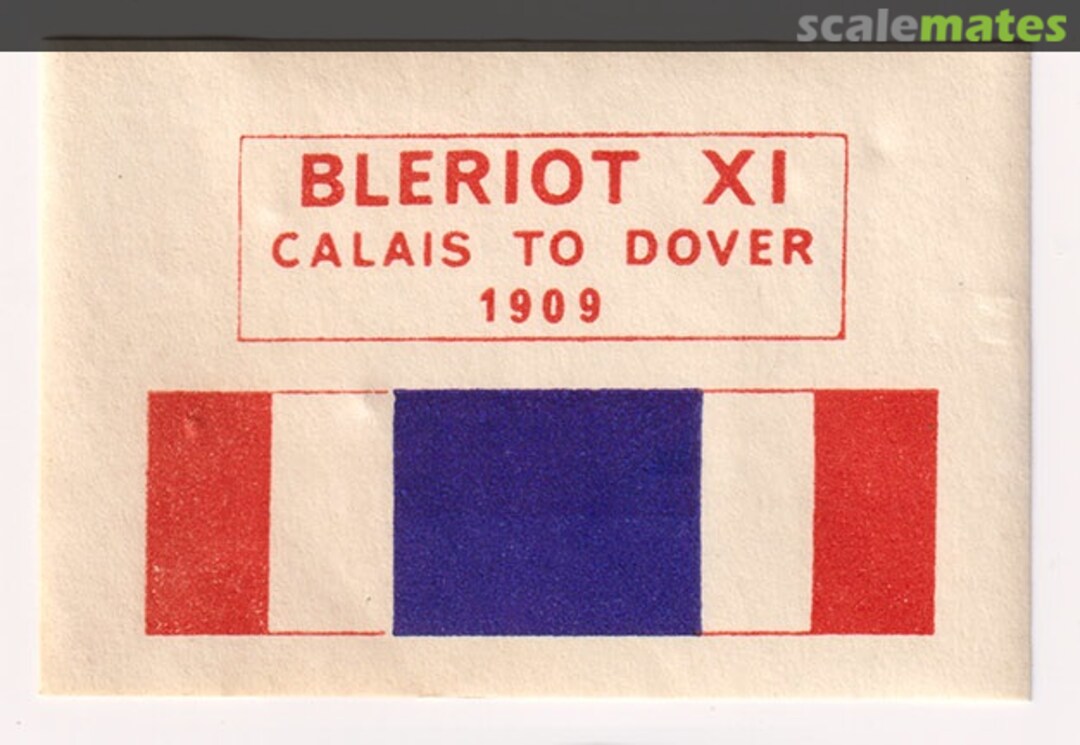 scalemates
BLERIOT XI
CALAIS TO DOVER
1909